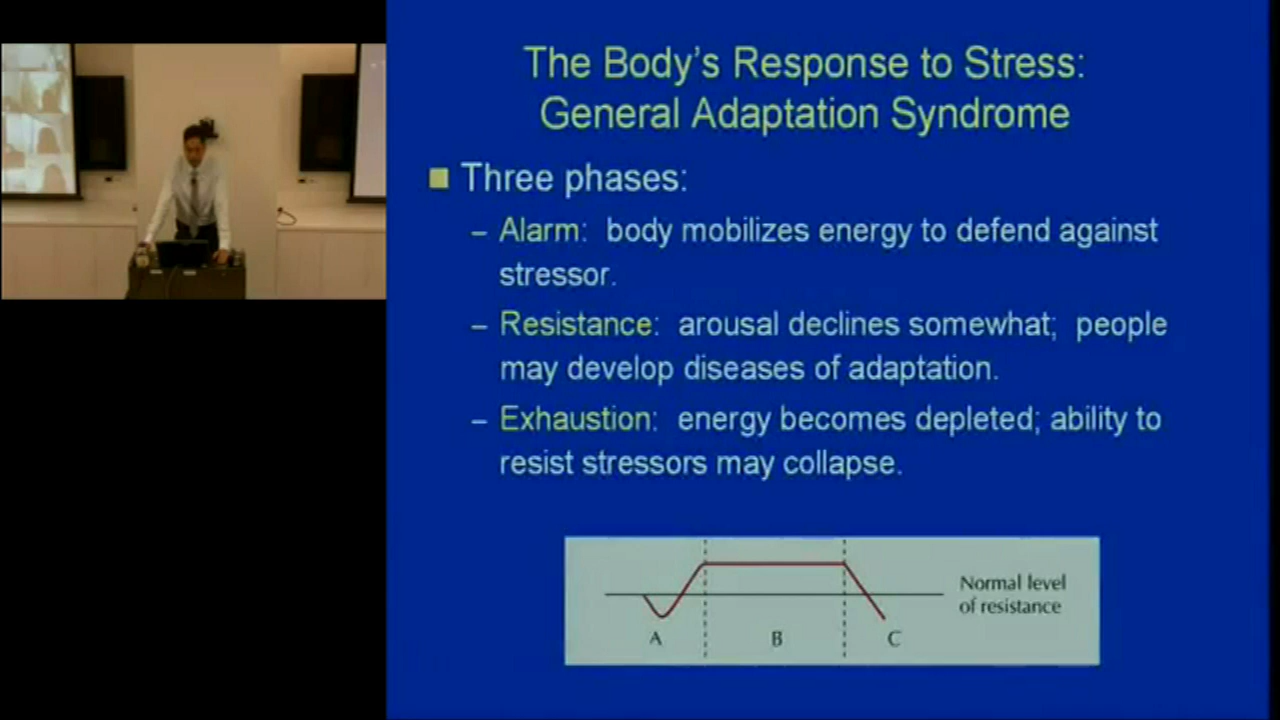 The Body's Response to Stress:
General Adaptation Syndrome
Three phases:
– Alarm: body mobilizes energy to defend against
stressor.
– Resistance: arousal declines somewhat; people
may develop diseases of adaptation.
– Exhaustion: energy becomes depleted; ability to
resist stressors may collapse.
Normal level
of resistance
A B C